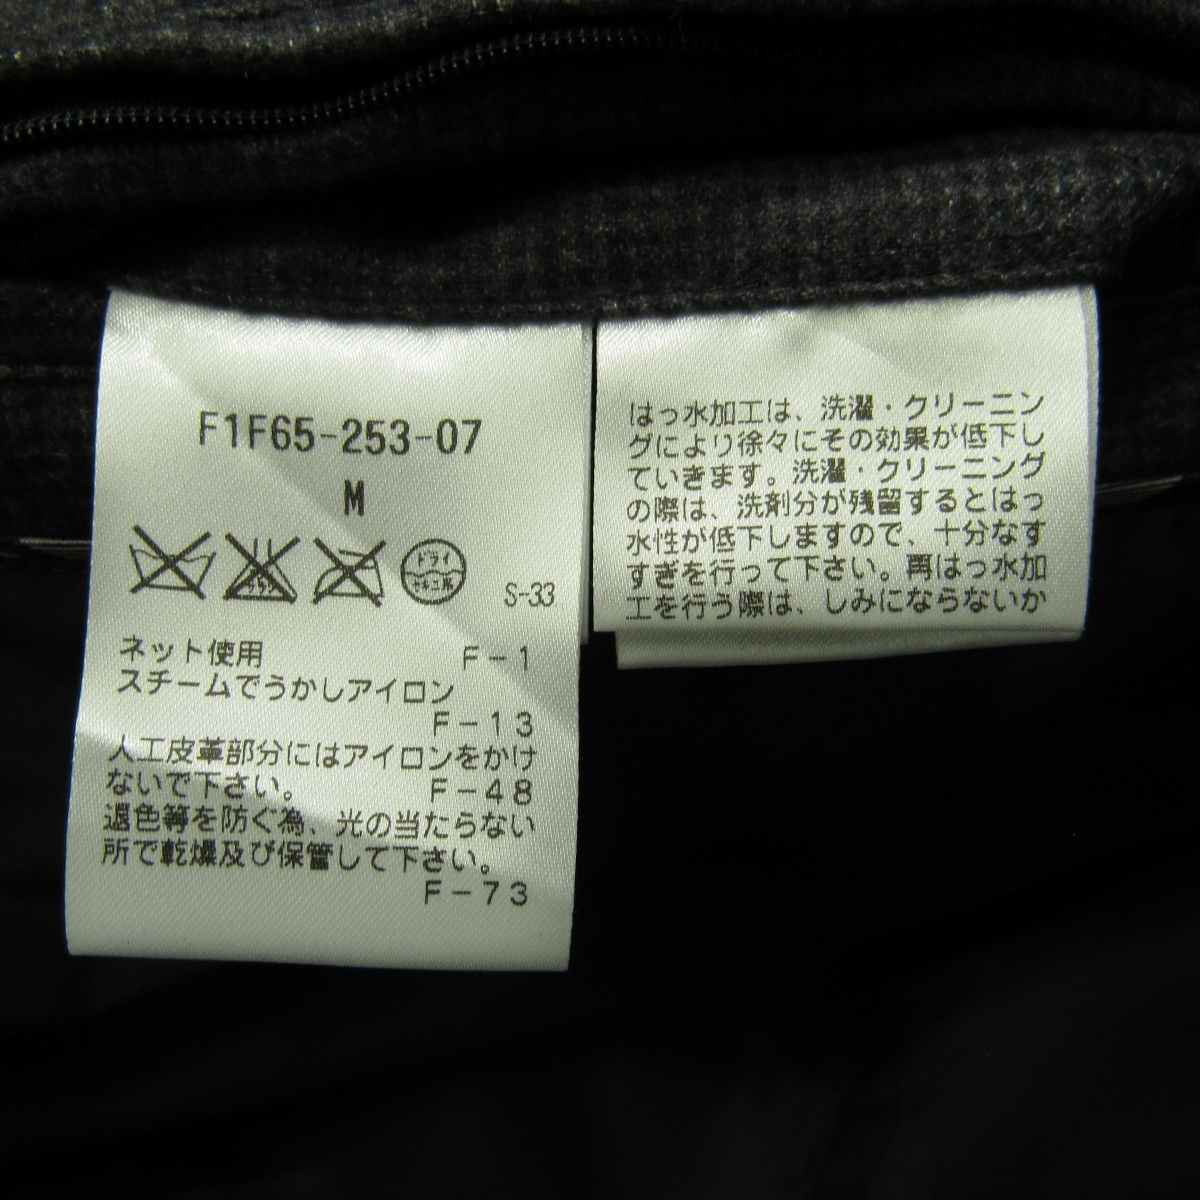 F1F65-253-07
M
ドライ
セキユ系
S-33
ネット使用 F-1
スチームでうかしアイロン
F-13
人工皮革部分にはアイロンをかけ
ないで下さい。 F-48
退色等を防ぐ為、光の当たらない
所で乾燥及び保管して下さい。
F-73
はっ水加工は、洗濯・クリーニン
グにより徐々にその効果が低下し
ていきます。洗濯・クリーニング
の際は、洗剤分が残留するとはっ
水性が低下しますので、十分なす
すぎを行って下さい。再はっ水加
工を行う際は、しみにならないか